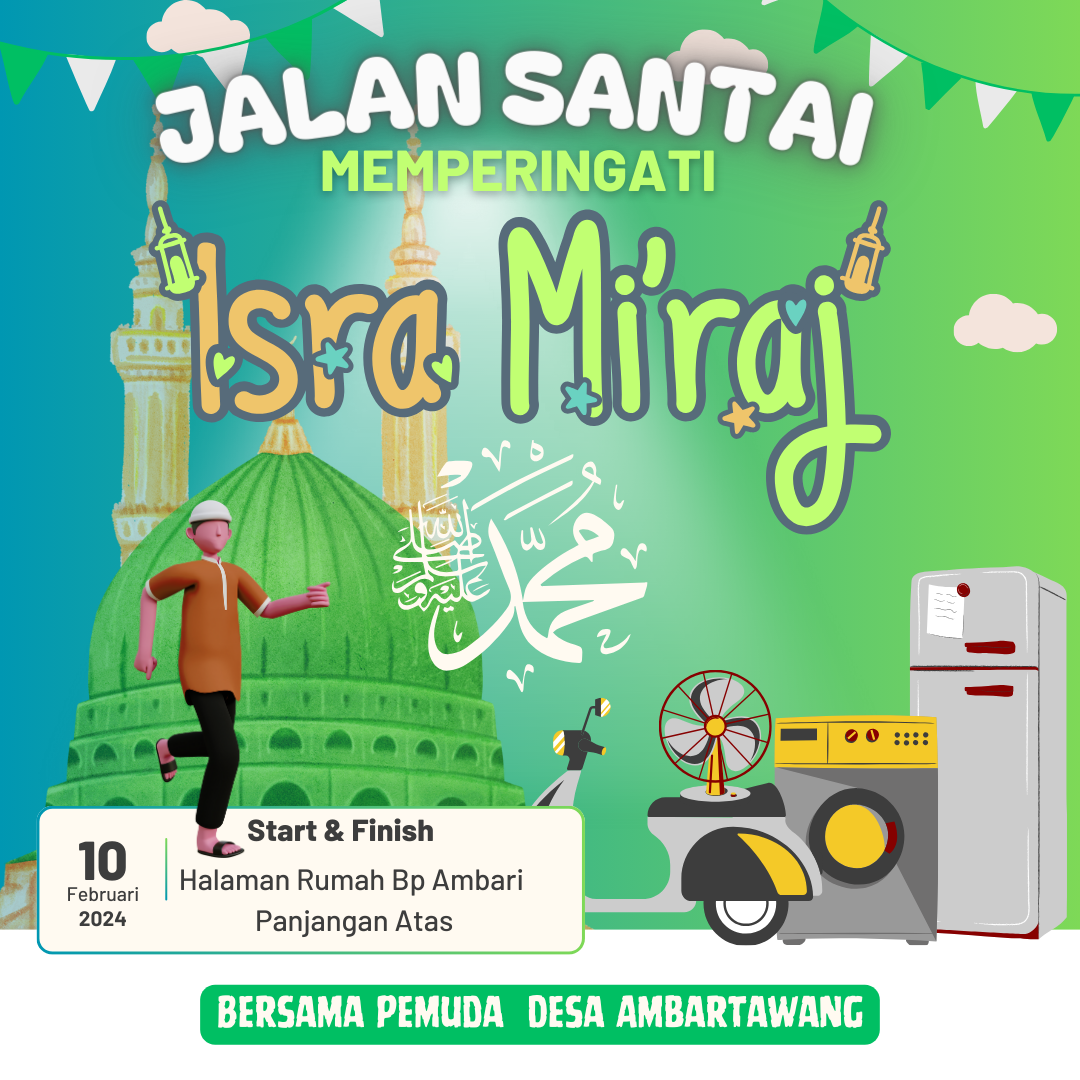 JALAN SANTAI
MEMPERINGATI
Isra Mi'raj
محمد
صلى الله
عليه وسلم
Start & Finish
10
Februari
2024
Halaman Rumah Bp Ambari
Panjangan Atas
BERSAMA PEMUDA DESA AMBARTAWANG